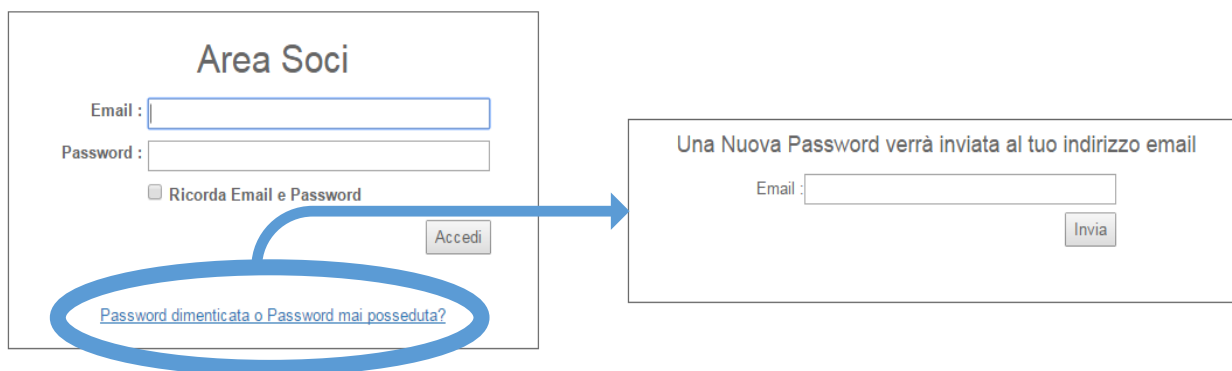 Area Soci
Email :
Password :
Ricorda Email e Password
Accedi
Password dimenticata o Password mai posseduta?
Una Nuova Password verrà inviata al tuo indirizzo email
Email :
Invia